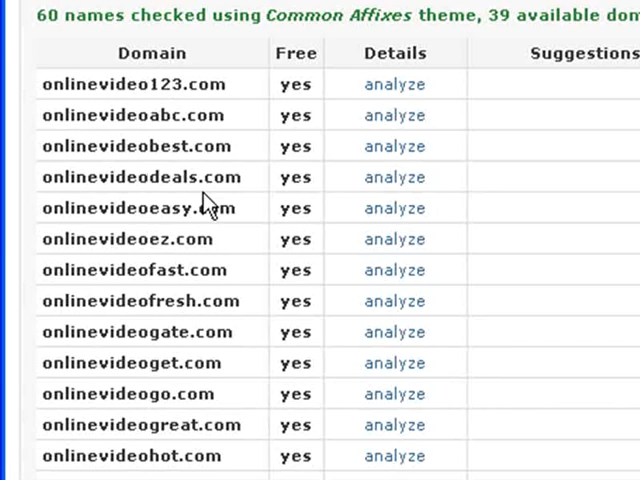 60 names checked using Common Affixes theme, 39 available dom
Domain Free Details Suggestions
onlinevideo123.com yes analyze
onlinevideoabc.com yes analyze
onlinevideobest.com yes analyze
onlinevideodeals.com yes analyze
onlinevideoeasy.com yes analyze
onlinevideoez.com yes analyze
onlinevideofast.com yes analyze
onlinevideofresh.com yes analyze
onlinevideogate.com yes analyze
onlinevideoget.com yes analyze
onlinevideogo.com yes analyze
onlinevideogreat.com yes analyze
onlinevideohot.com yes analyze